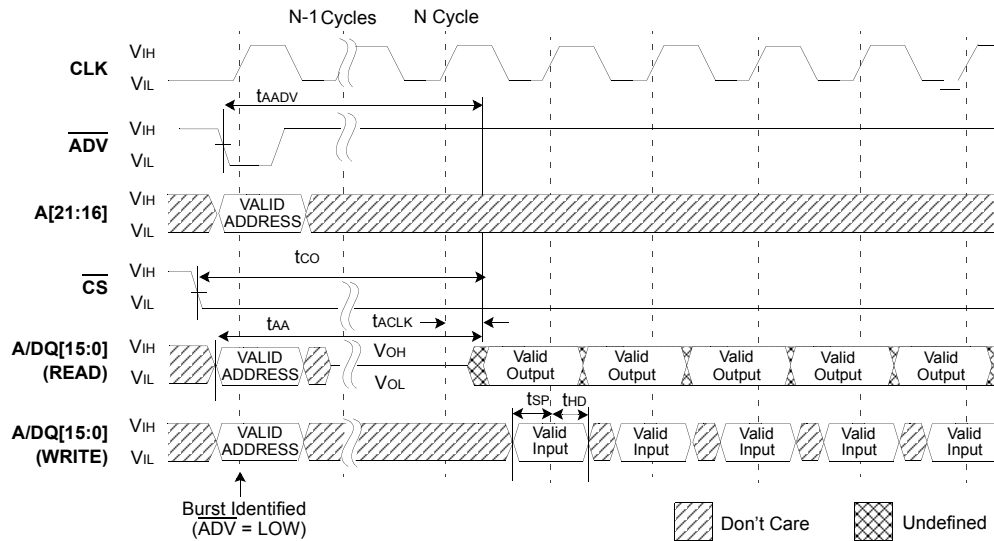 N-1 Cycles N Cycle
CLK VIH
VIL
tAADV
ADV VIH
VIL
A[21:16] VIH
VIL
VALID
ADDRESS
tCO
CS VIH
VIL
tAA tACLK
A/DQ[15:0]
(READ)
VIH
VIL
VALID
ADDRESS
VOH
VOL
Valid
Output
Valid
Output
Valid
Output
Valid
Output
Valid
Output
tSP tHD
A/DQ[15:0]
(WRITE)
VIH
VIL
VALID
ADDRESS
Valid
Input
Valid
Input
Valid
Input
Valid
Input
Valid
Input
Burst Identified
(ADV = LOW)
Don't Care
Undefined